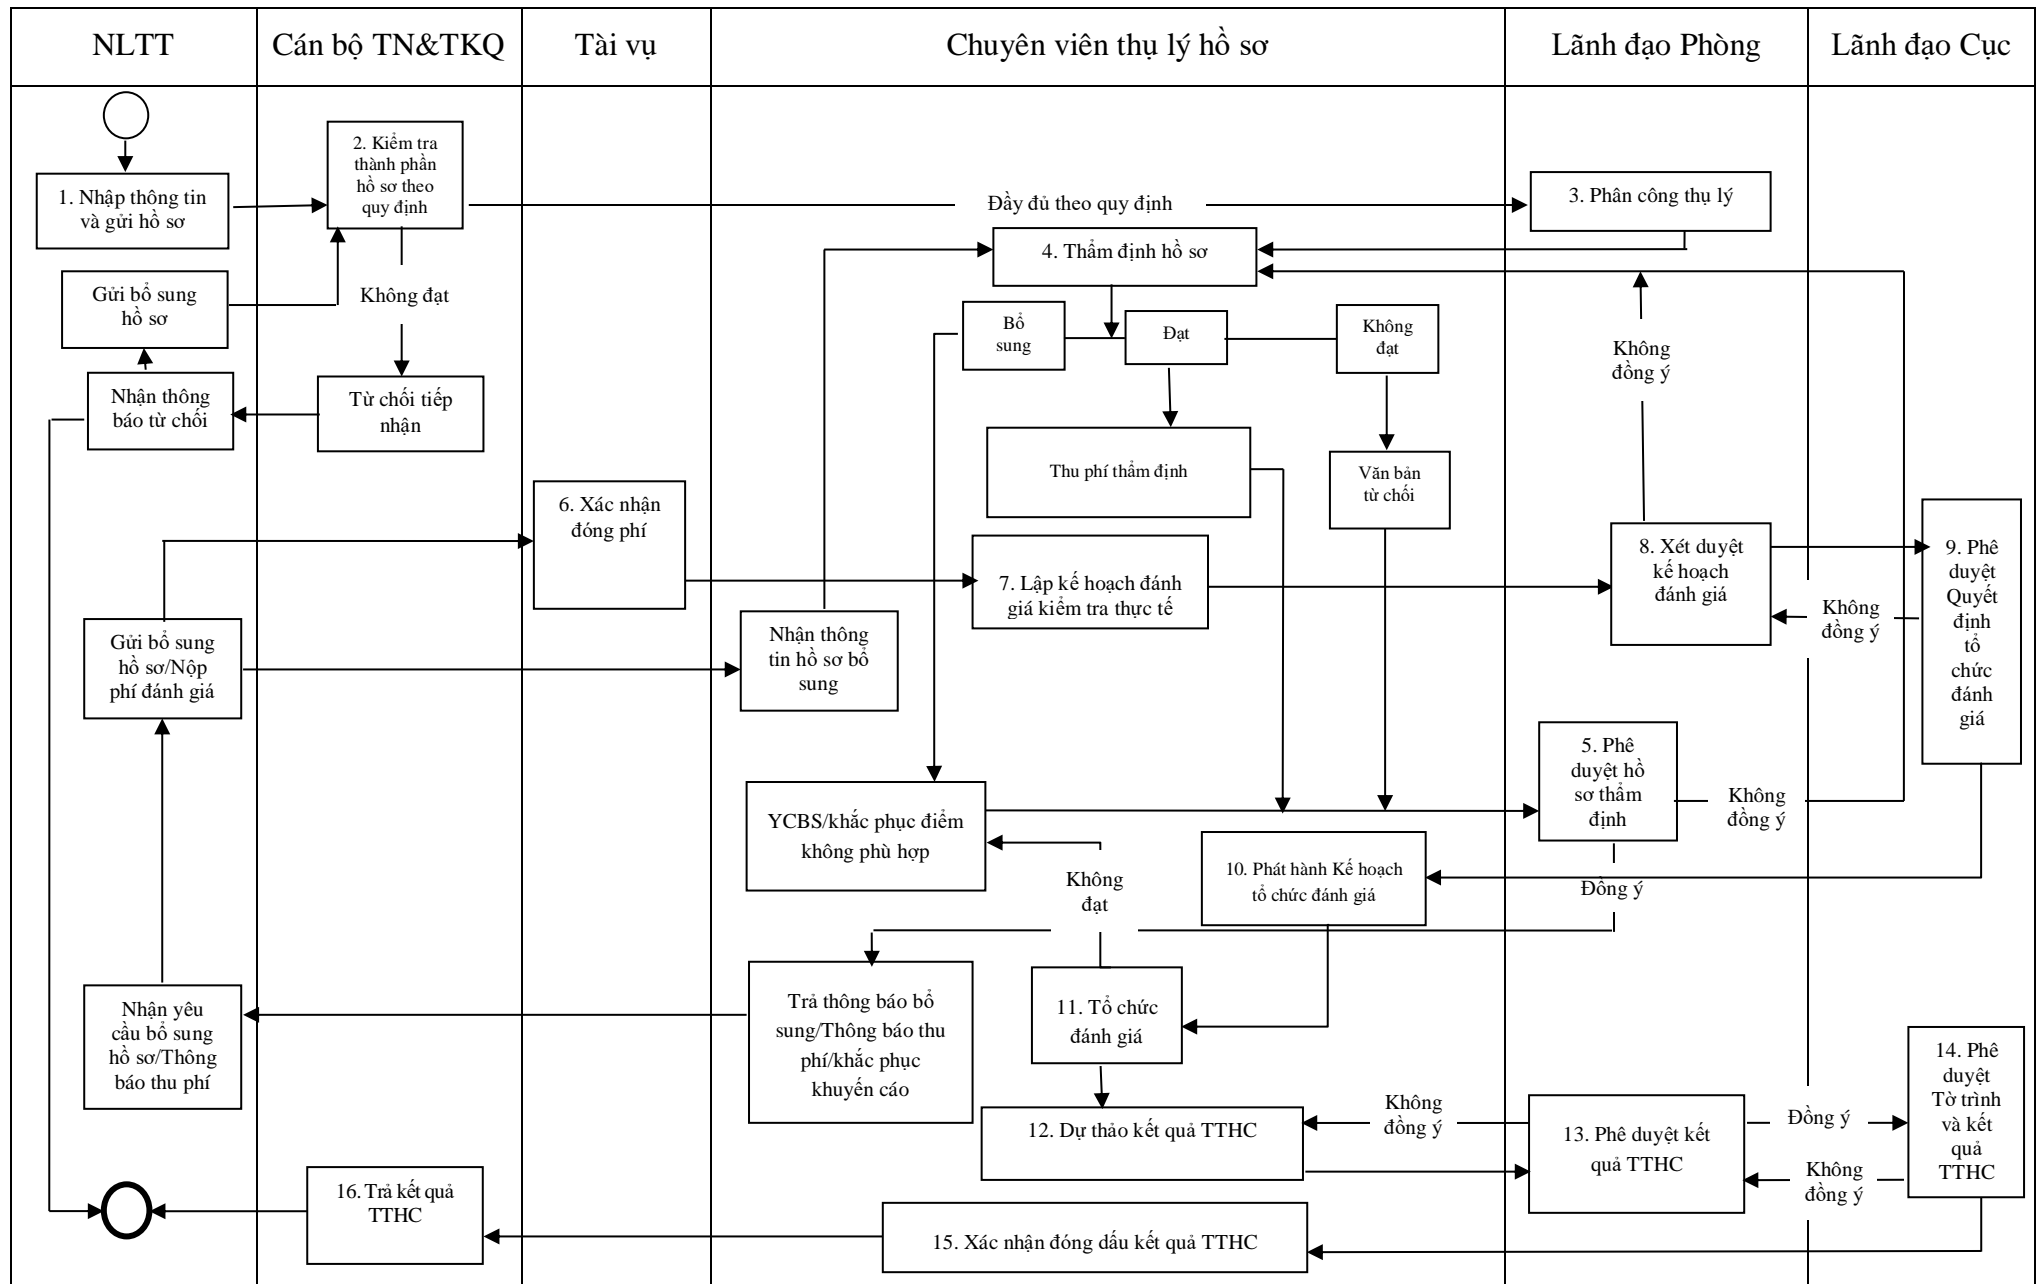 NLTT
Cán bộ TN&TKQ
Tài vụ
Chuyên viên thụ lý hồ sơ
Lãnh đạo Phòng
Lãnh đạo Cục
1. Nhập thông tin
và gửi hồ sơ
2. Kiểm tra
thành phần
hồ sơ theo
quy định
Đầy đủ theo quy định
3. Phân công thụ lý
4. Thẩm định hồ sơ
Gửi bổ sung
hồ sơ
Không đạt
Bổ
sung
Đạt
Không
đạt
Không
đồng ý
Nhận thông
báo từ chối
Từ chối tiếp
nhận
Thu phí thẩm định
Văn bản
từ chối
6. Xác nhận
đóng phí
7. Lập kế hoạch đánh
giá kiểm tra thực tế
8. Xét duyệt
kế hoạch
đánh giá
Không
đồng ý
9. Phê
duyệt
Quyết
định
tổ
chức
đánh
giá
Gửi bổ sung
hồ sơ/Nộp
phí đánh giá
Nhận thông
tin hồ sơ bổ
sung
5. Phê
duyệt hồ
sơ thẩm
định
Không
đồng ý
YCBS/khắc phục điểm
không phù hợp
Không
đạt
10. Phát hành Kế hoạch
tổ chức đánh giá
Đồng ý
Nhận yêu
cầu bổ sung
hồ sơ/Thông
báo thu phí
Trả thông báo bổ
sung/Thông báo thu
phí/khắc phục
khuyến cáo
11. Tổ chức
đánh giá
12. Dự thảo kết quả TTHC
Không
đồng ý
13. Phê duyệt kết
quả TTHC
Đồng ý
Không
đồng ý
14. Phê
duyệt
Tờ trình
và kết
quả
TTHC
16. Trả kết quả
TTHC
15. Xác nhận đóng dấu kết quả TTHC